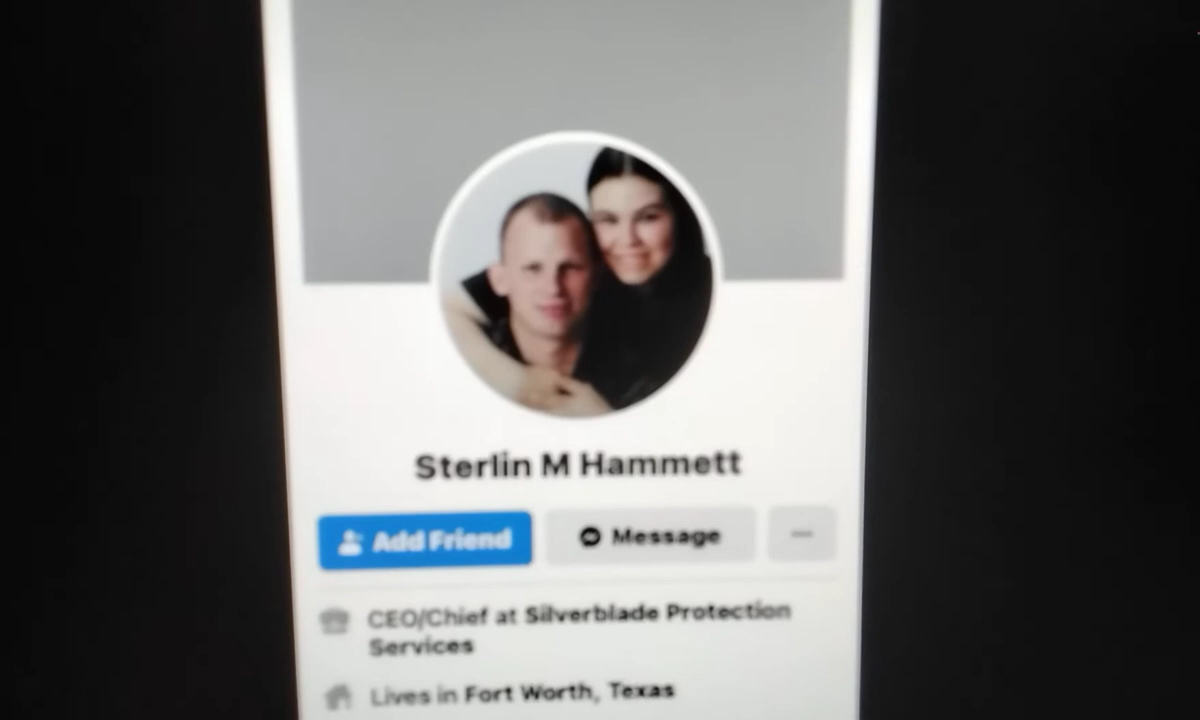 Sterlin M Hammett
Add Friend
Message
CEO/Chief at Silverblade Protection
Services
Lives in Fort Worth, Texas